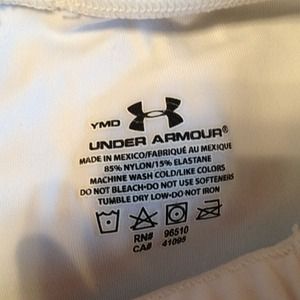 YMD
UNDER ARMOUR®
MADE IN MEXICO/FABRIQUÉ AU MEXIQUE
85% NYLON/15% ELASTANE
MACHINE WASH COLD/LIKE COLORS
DO NOT BLEACH•DO NOT USE SOFTENERS
TUMBLE DRY LOW•DO NOT IRON
RN# 96510
CA# 41095